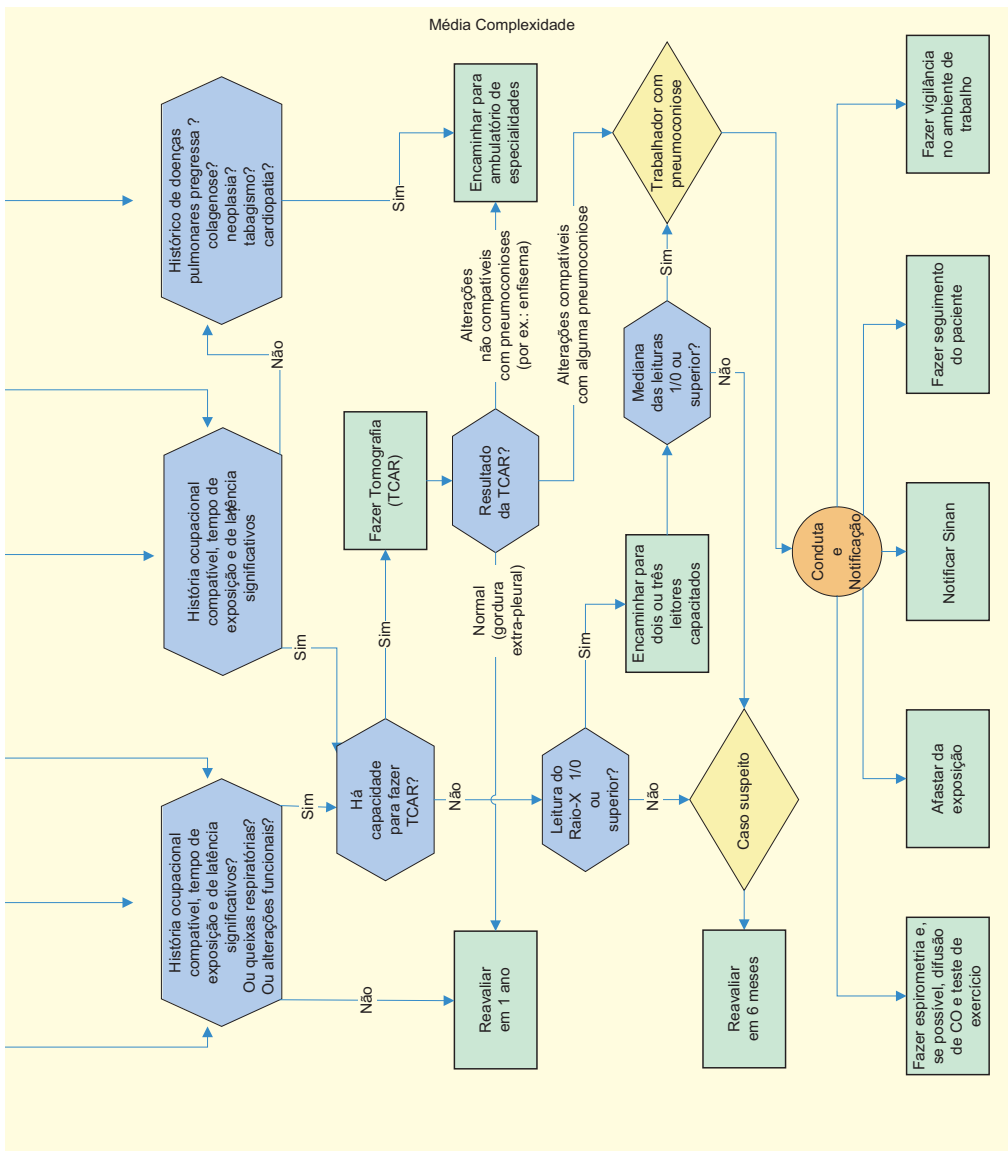 Média Complexidade
Histórico de doenças
pulmonares pregressa ?
colagenose?
neoplasia?
tabagismo?
cardiopatia?
Sim
Não
Encaminhar para
ambulatório de
especialidades
História ocupacional
compatível, tempo de
exposição e de latência
significativos
Sim
História ocupacional
compatível, tempo de
exposição e de latência
significativos?
Ou queixas respiratórias?
Ou alterações funcionais?
Sim
Não
Reavaliar
em 1 ano
Há
capacidade
para fazer
TCAR?
Sim
Não
Fazer Tomografia
(TCAR)
Resultado
da TCAR?
Alterações
não compatíveis
com pneumoconioses
(por ex.: enfisema)
Alterações compatíveis
com alguma pneumoconiose
Normal
(gordura
extra-pleural)
Leitura do
Raio-X 1/0
ou
superior?
Sim
Não
Encaminhar para
dois ou três
leitores
capacitados
Mediana
das leituras
1/0 ou
superior?
Sim
Não
Trabalhador com
pneumoconiose
Caso suspeito
Reavaliar
em 6 meses
Conduta
e
Notificação
Fazer vigilância
no ambiente de
trabalho
Fazer seguimento
do paciente
Notificar Sinan
Afastar da
exposição
Fazer espirometria e,
se possível, difusão
de CO e teste de
exercício